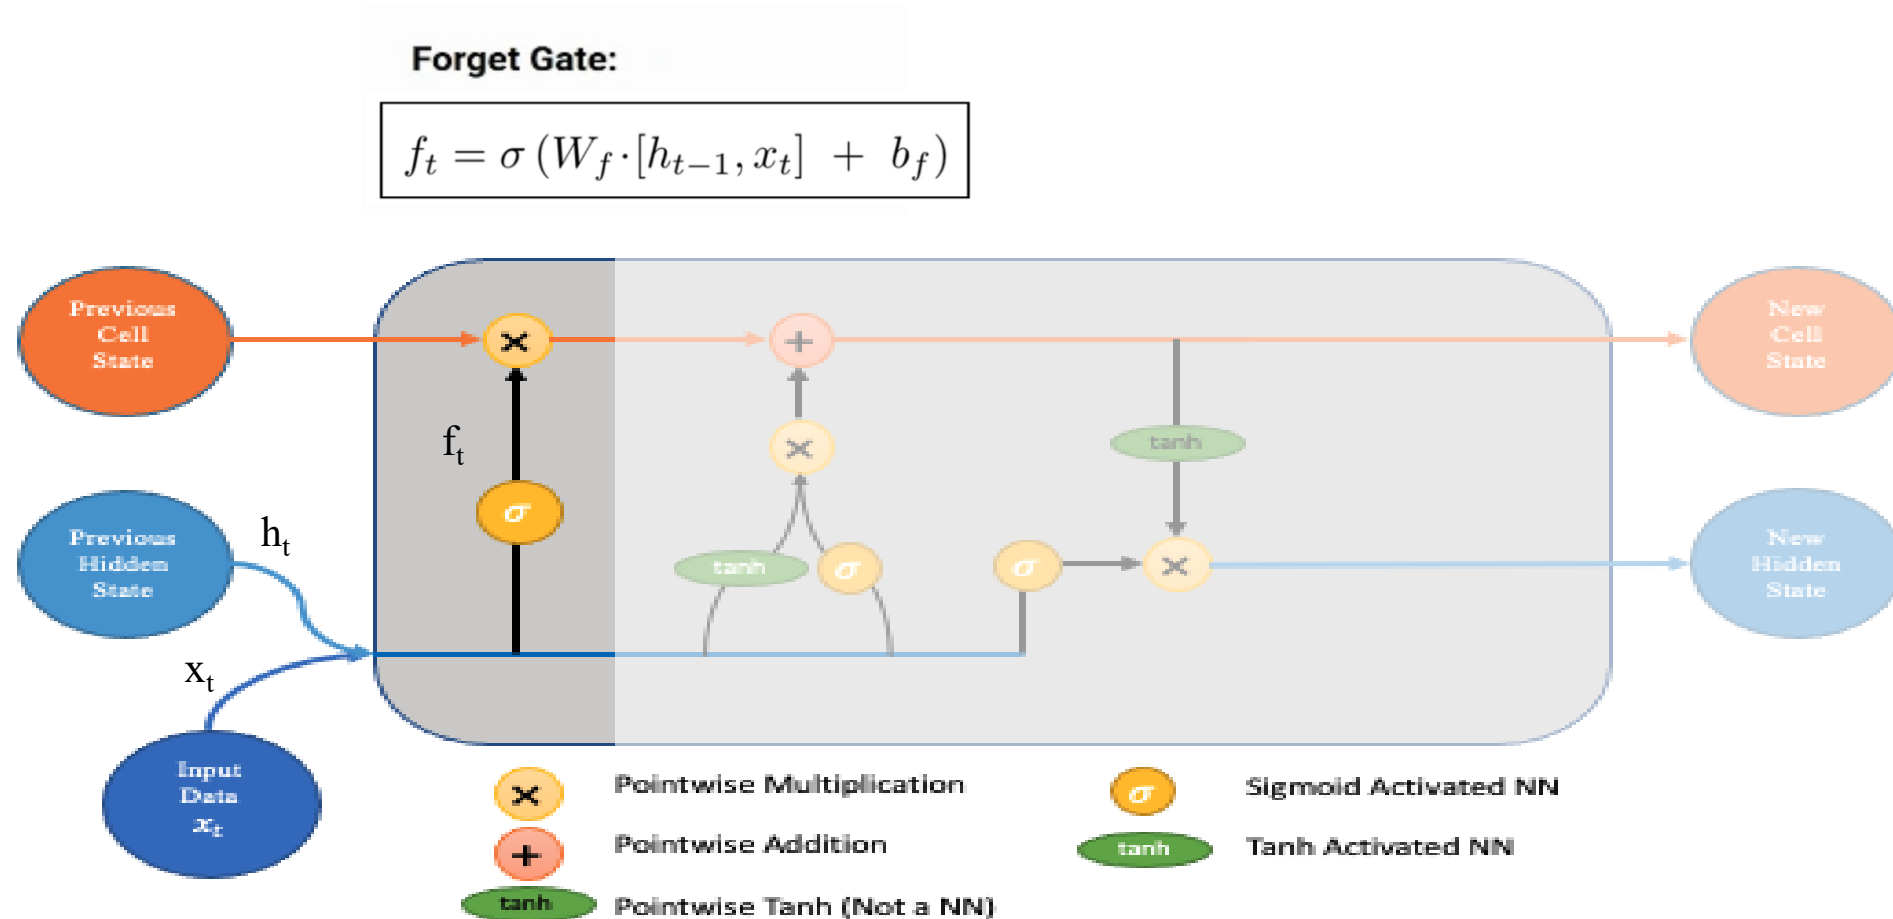 Forget Gate:
f_t = σ (W_f · [h_{t−1}, x_t] + b_f)
Previous
Cell
State
×
+
New
Cell
State
f_t
×
tanh
σ
Previous
Hidden
State
h_t
tanh
σ
σ
×
New
Hidden
State
x_t
Input
Data
x_t
× Pointwise Multiplication
σ Sigmoid Activated NN
+ Pointwise Addition
tanh Tanh Activated NN
tanh Pointwise Tanh (Not a NN)